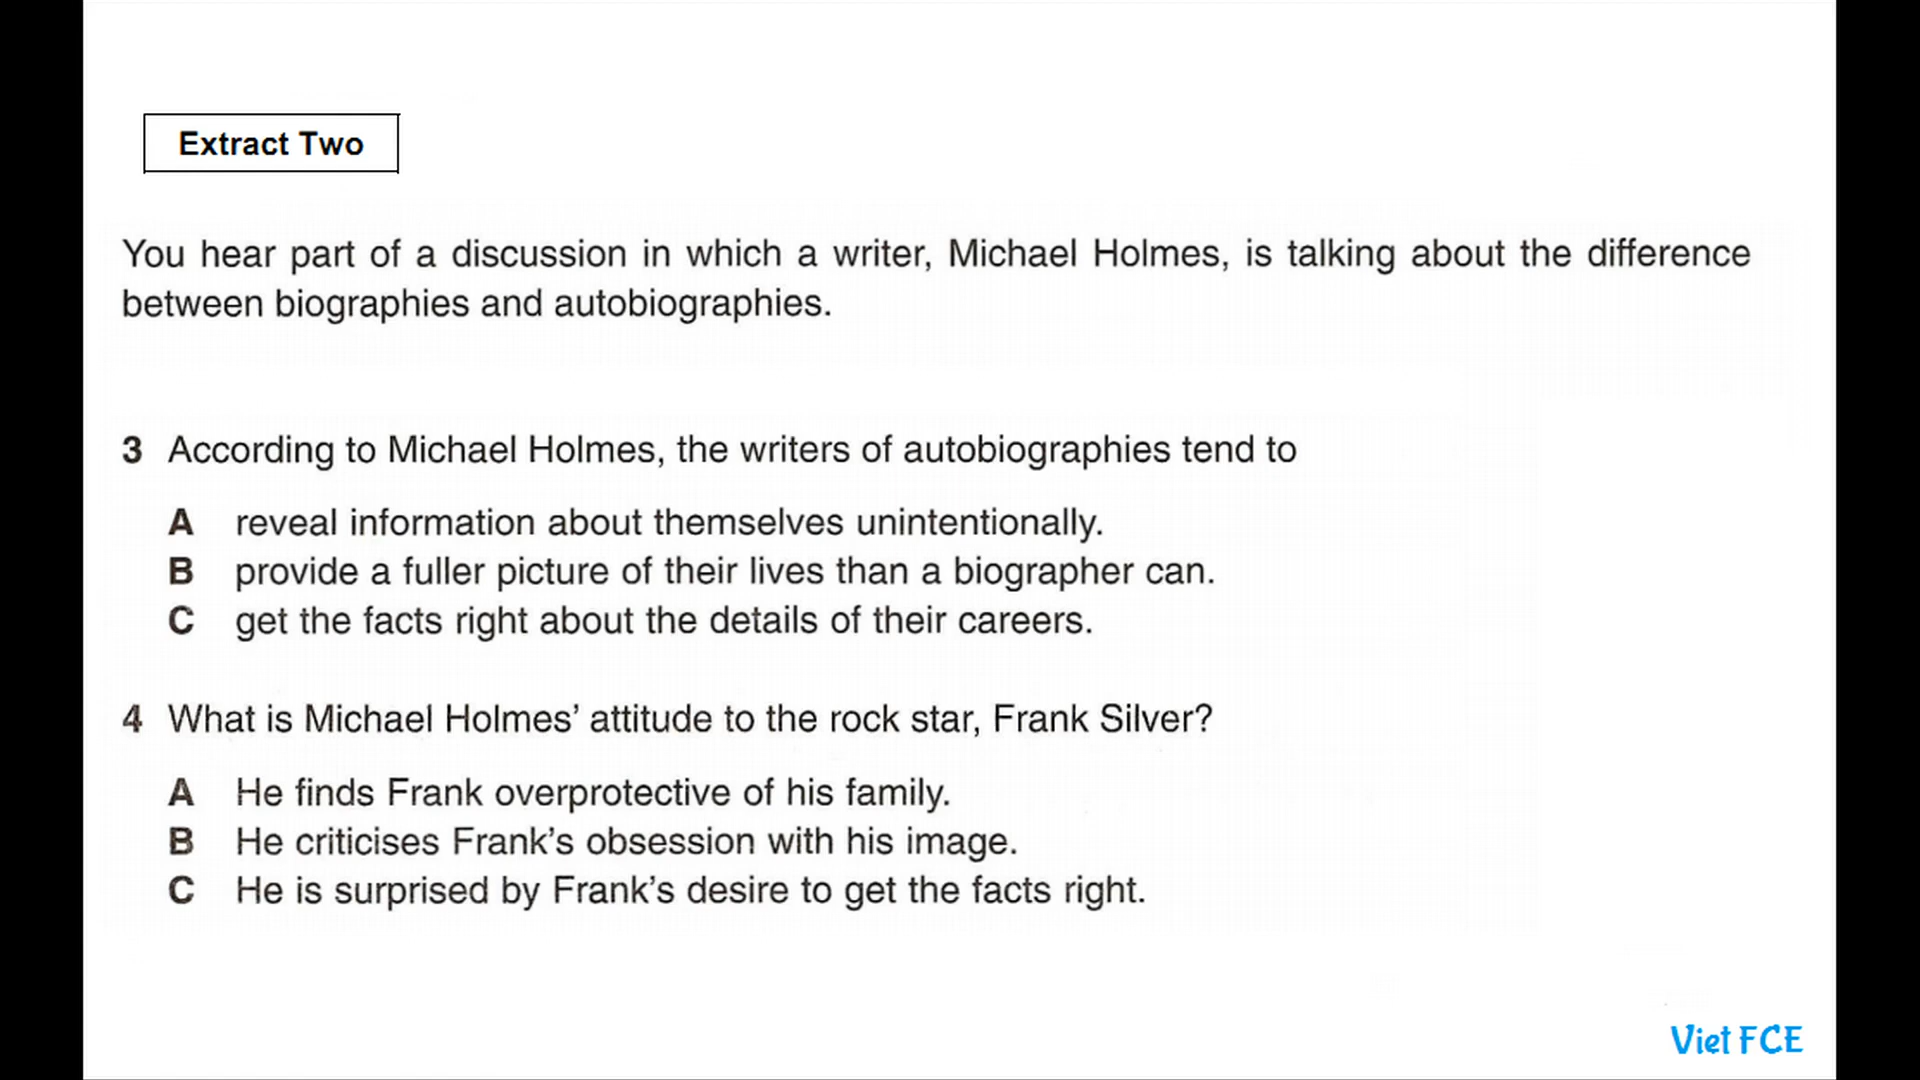 Extract Two
You hear part of a discussion in which a writer, Michael Holmes, is talking about the difference
between biographies and autobiographies.
3 According to Michael Holmes, the writers of autobiographies tend to
A reveal information about themselves unintentionally.
B provide a fuller picture of their lives than a biographer can.
C get the facts right about the details of their careers.
4 What is Michael Holmes’ attitude to the rock star, Frank Silver?
A He finds Frank overprotective of his family.
B He criticises Frank’s obsession with his image.
C He is surprised by Frank’s desire to get the facts right.
Viet FCE